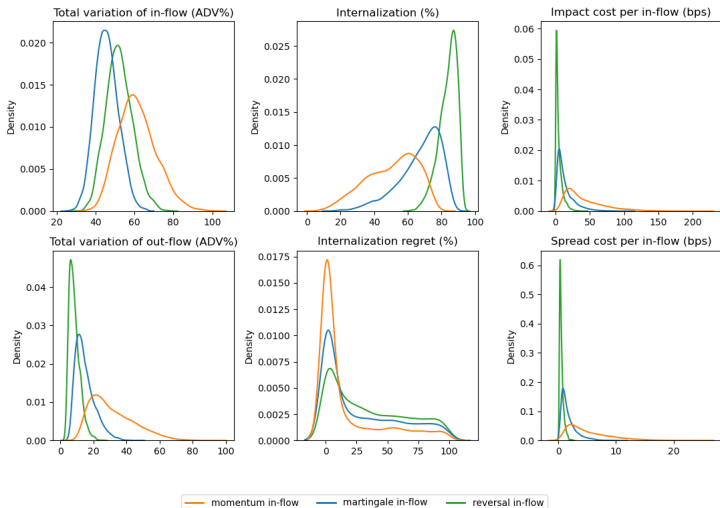 Total variation of in-flow (ADV%)
Density
0.020
0.015
0.010
0.005
0.000
20 40 60 80 100
Internalization (%)
Density
0.025
0.020
0.015
0.010
0.005
0.000
0 20 40 60 80 100
Impact cost per in-flow (bps)
Density
0.06
0.05
0.04
0.03
0.02
0.01
0.00
0 50 100 150 200
Total variation of out-flow (ADV%)
Density
0.04
0.03
0.02
0.01
0.00
0 20 40 60 80 100
Internalization regret (%)
Density
0.0175
0.0150
0.0125
0.0100
0.0075
0.0050
0.0025
0.0000
0 25 50 75 100
Spread cost per in-flow (bps)
Density
0.6
0.5
0.4
0.3
0.2
0.1
0.0
0 10 20
momentum in-flow martingale in-flow reversal in-flow